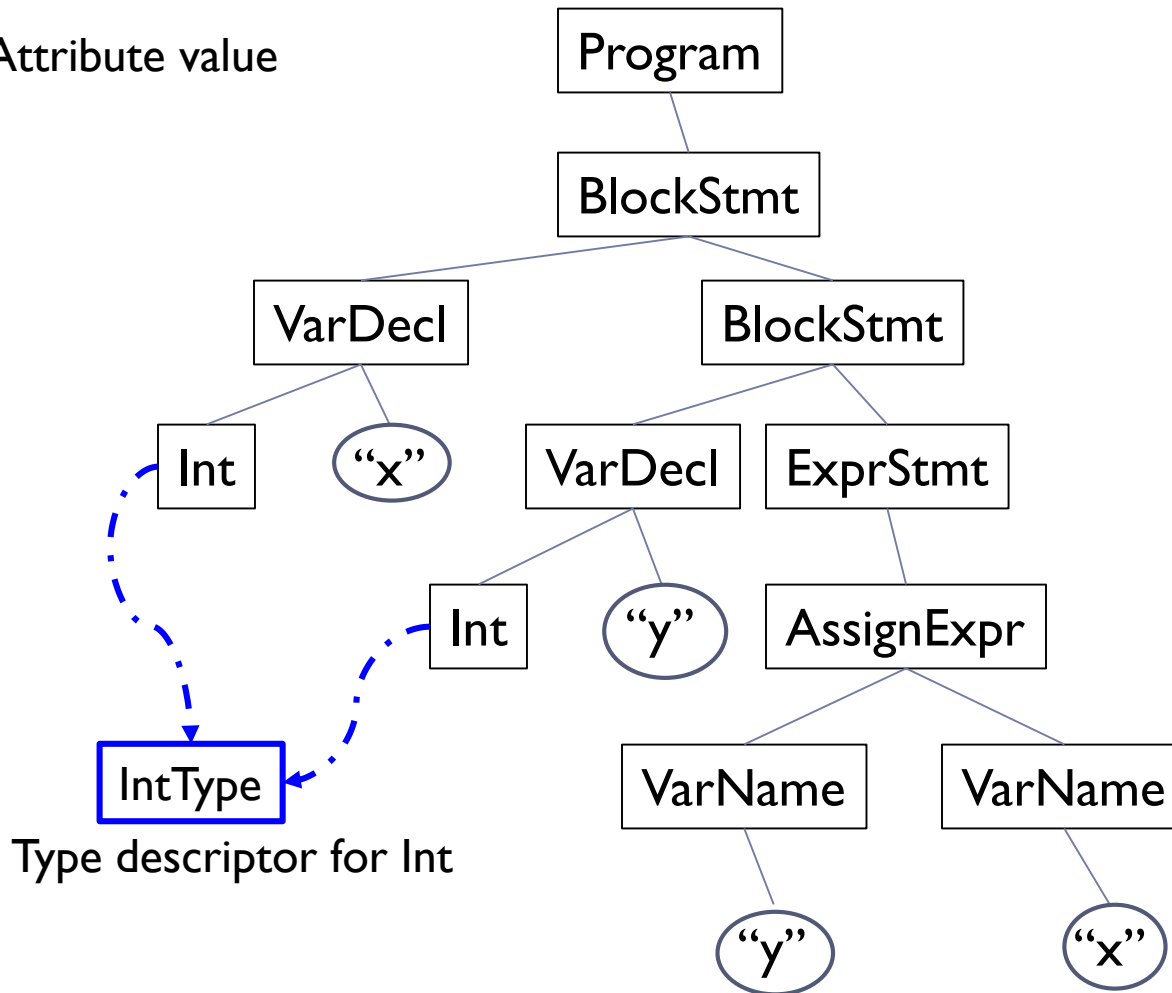 Attribute value
Program
BlockStmt
VarDecl
BlockStmt
Int
“x”
VarDecl
ExprStmt
Int
“y”
AssignExpr
IntType
VarName
VarName
Type descriptor for Int
“y”
“x”